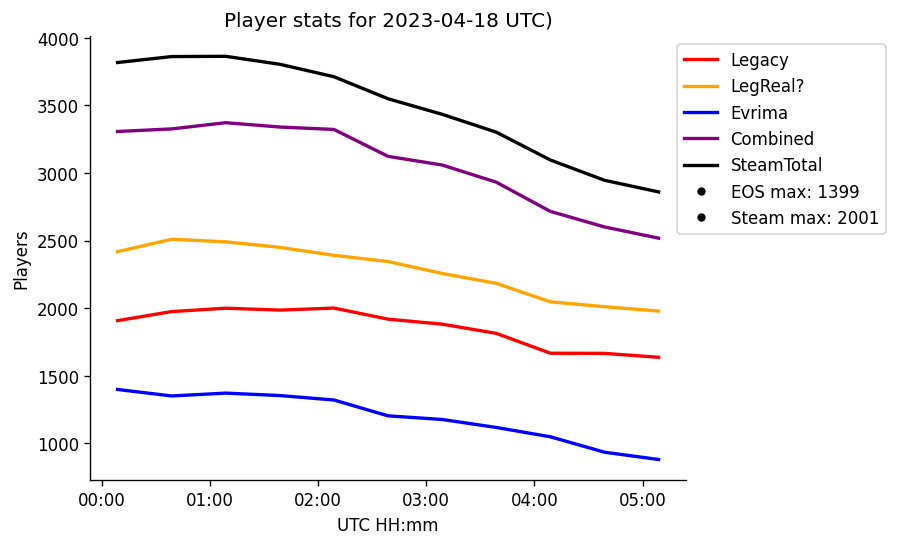 Player stats for 2023-04-18 UTC)
4000
3500
3000
2500
2000
1500
1000
Players
00:00 01:00 02:00 03:00 04:00 05:00
UTC HH:mm
Legacy
LegReal?
Evrima
Combined
SteamTotal
EOS max: 1399
Steam max: 2001